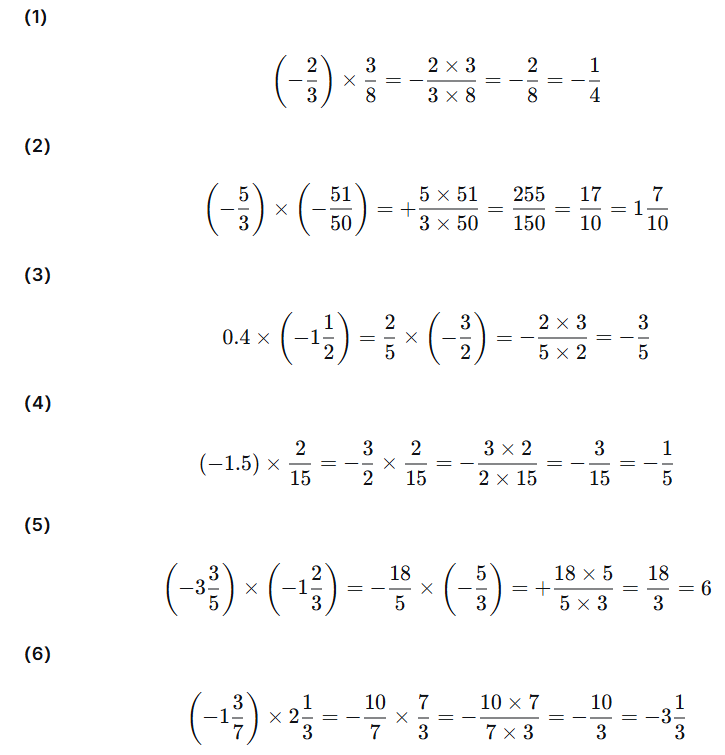 (1)
(-2/3) × 3/8 = -(2 × 3)/(3 × 8) = -2/8 = -1/4
(2)
(-5/3) × (-51/50) = +(5 × 51)/(3 × 50) = 255/150 = 17/10 = 1 7/10
(3)
0.4 × (-1 1/2) = 2/5 × (-3/2) = -(2 × 3)/(5 × 2) = -3/5
(4)
(-1.5) × 2/15 = -3/2 × 2/15 = -(3 × 2)/(2 × 15) = -3/15 = -1/5
(5)
(-3 3/5) × (-1 2/3) = -18/5 × (-5/3) = +(18 × 5)/(5 × 3) = 18/3 = 6
(6)
(-1 3/7) × 2 1/3 = -10/7 × 7/3 = -(10 × 7)/(7 × 3) = -10/3 = -3 1/3